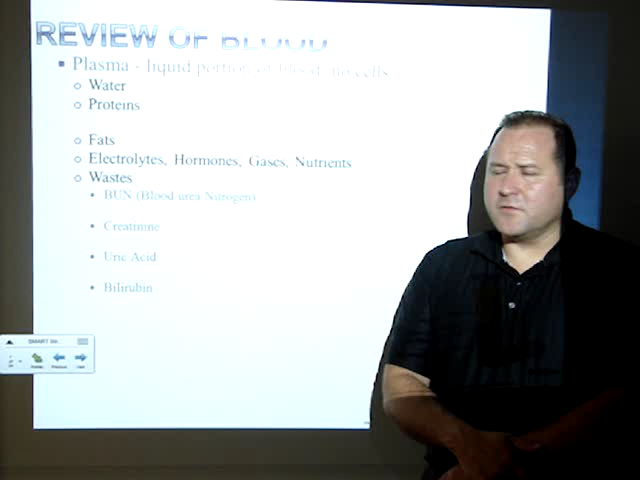 REVIEW OF BLOOD
▪ Plasma - liquid portion of blood, no cells
o Water
o Proteins
o Fats
o Electrolytes, Hormones, Gases, Nutrients
o Wastes
• BUN (Blood urea Nitrogen)
• Creatinine
• Uric Acid
• Bilirubin
SMART
Previous